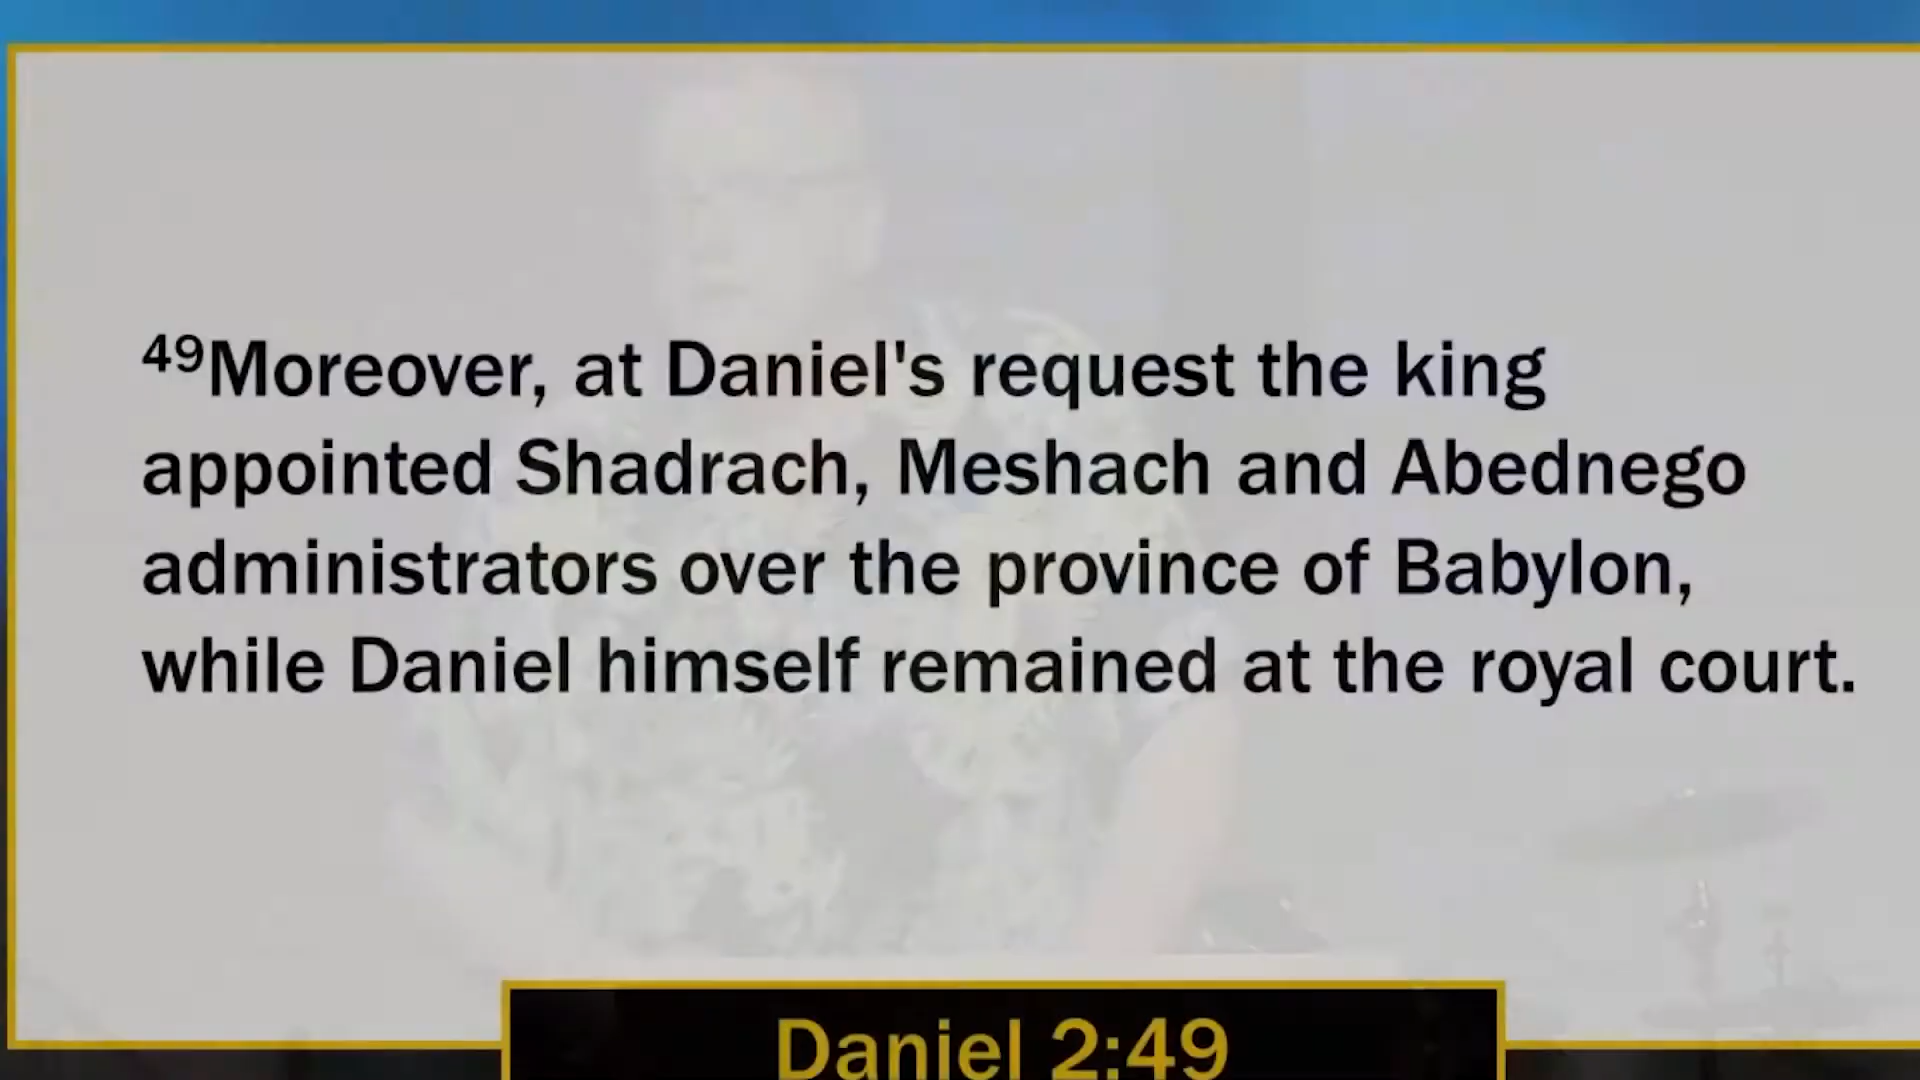 49Moreover, at Daniel's request the king
appointed Shadrach, Meshach and Abednego
administrators over the province of Babylon,
while Daniel himself remained at the royal court.
Daniel 2:49